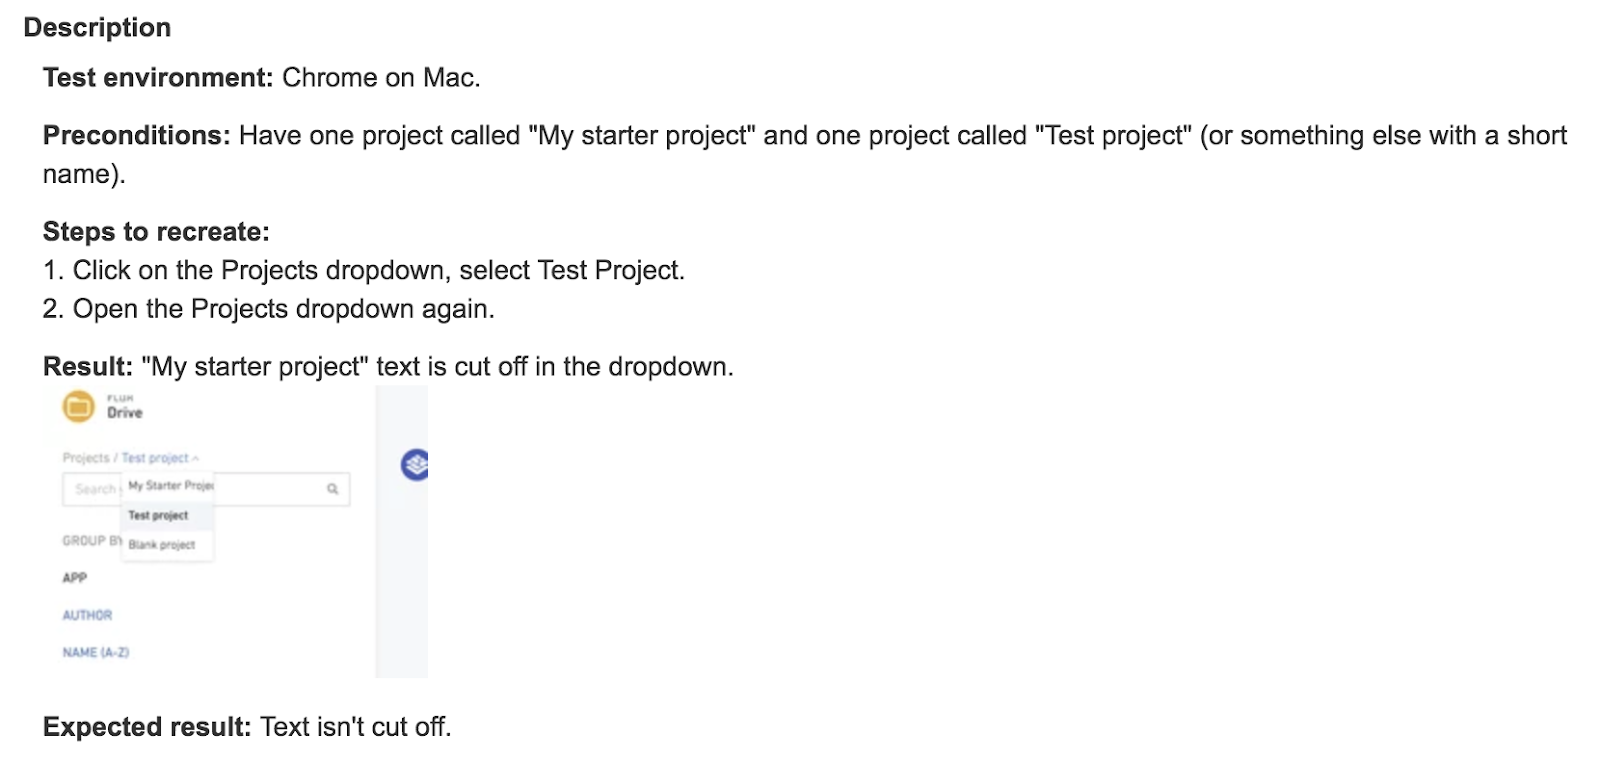 Description
Test environment: Chrome on Mac.
Preconditions: Have one project called "My starter project" and one project called "Test project" (or something else with a short
name).
Steps to recreate:
1. Click on the Projects dropdown, select Test Project.
2. Open the Projects dropdown again.
Result: "My starter project" text is cut off in the dropdown.
FLUX
Drive
Projects / Test project
Search
My Starter Projec
Test project
GROUP BY
Blank project
APP
AUTHOR
NAME (A-Z)
Expected result: Text isn't cut off.